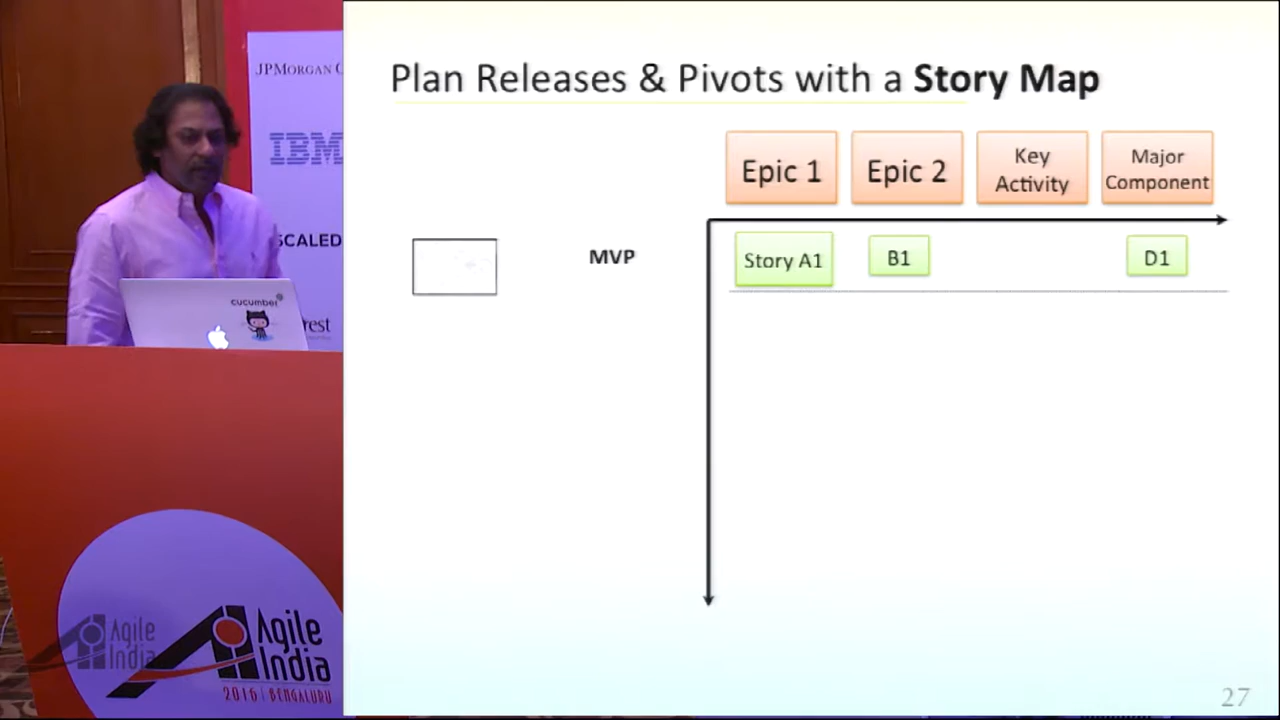 Plan Releases & Pivots with a Story Map
JPMORGAN C
IBM
SCALED
rest
cucumber
Epic 1
Epic 2
Key
Activity
Major
Component
MVP
Story A1
B1
D1
Agile
India
Agile
India
2016 | BENGALURU
27